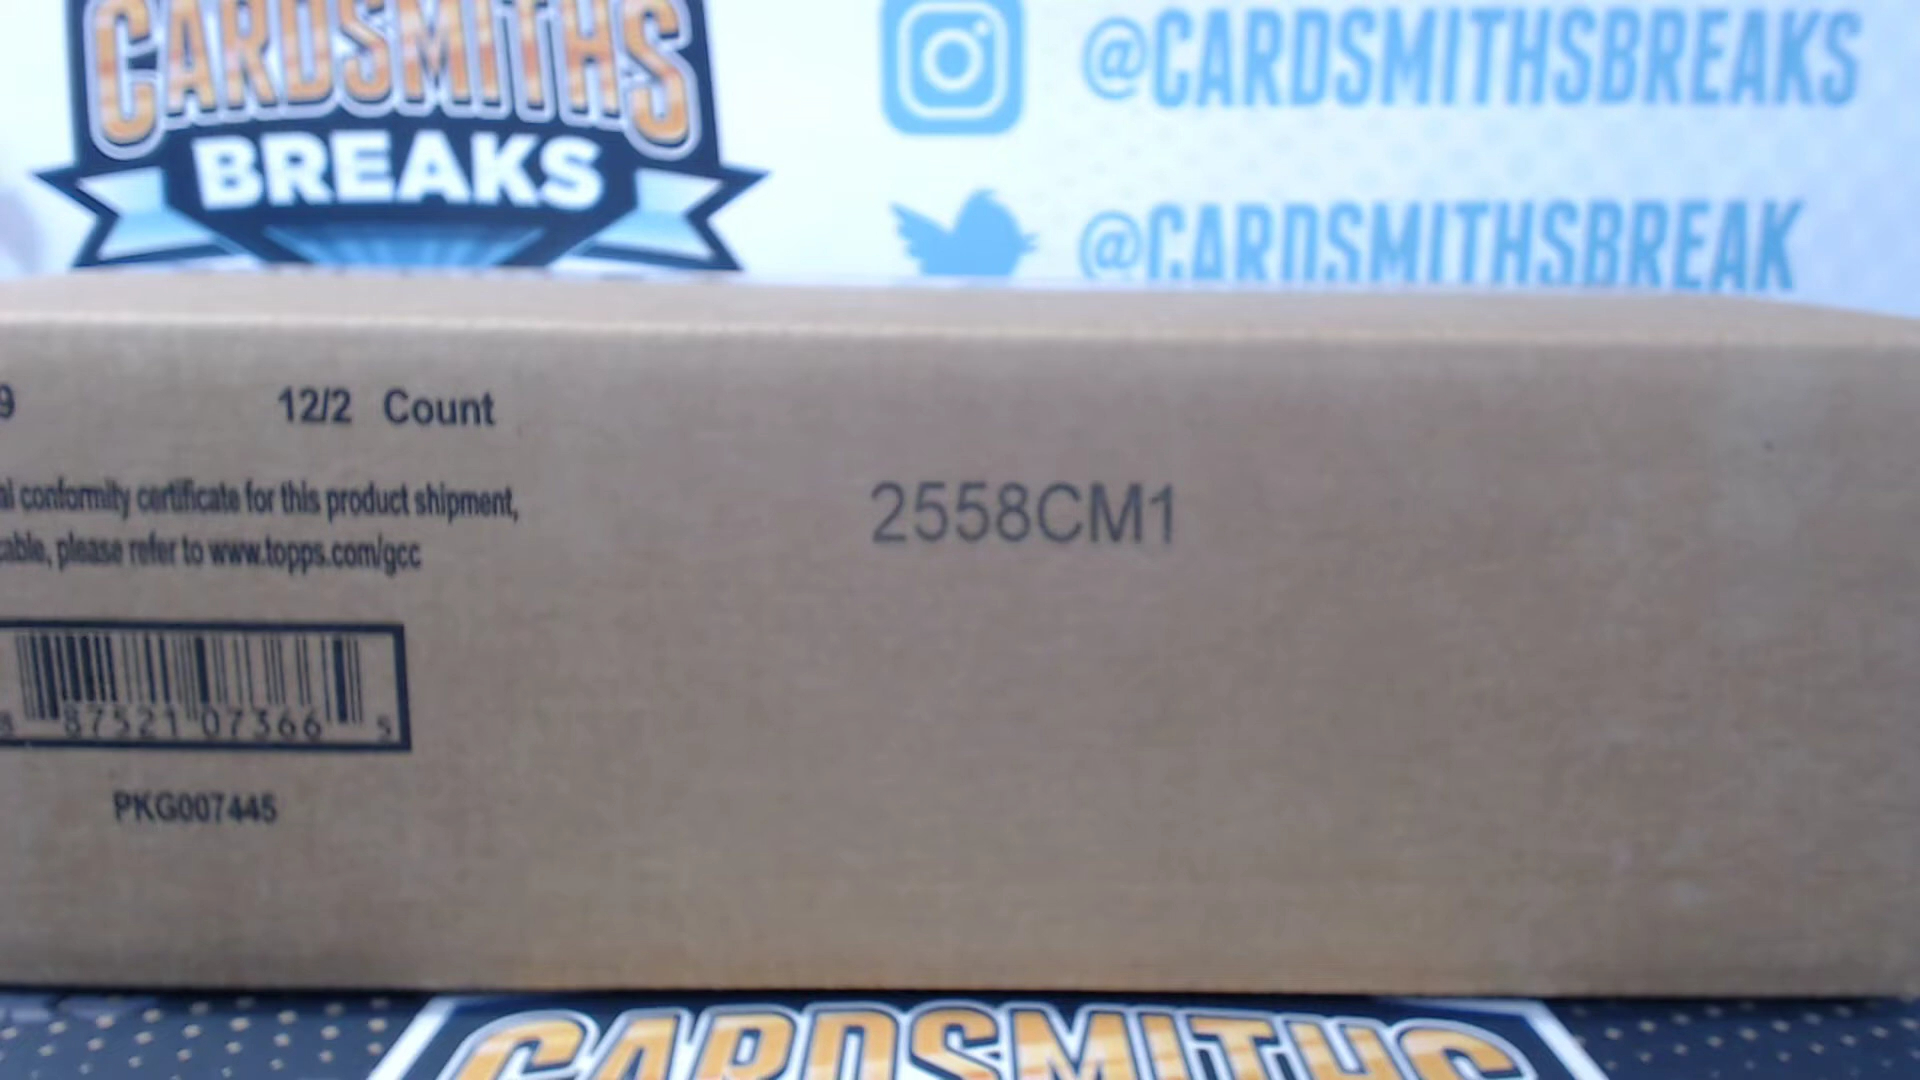 CARDSMITHS
BREAKS
@CARDSMITHSBREAKS
@CARDSMITHSBREAK
9
12/2 Count
al conformity certificate for this product shipment,
cable, please refer to www.topps.com/gcc
2558CM1
8 87521 07366 5
PKG007445
CARDSMITHS